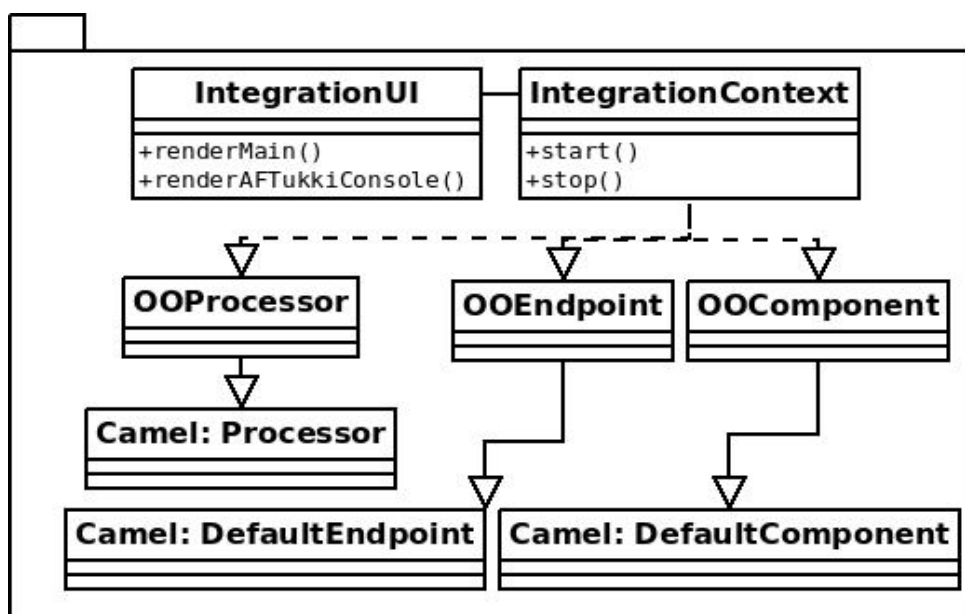 IntegrationUI
+renderMain()
+renderAFTukkiConsole()
IntegrationContext
+start()
+stop()
OOProcessor
OOEndpoint
OOComponent
Camel: Processor
Camel: DefaultEndpoint
Camel: DefaultComponent